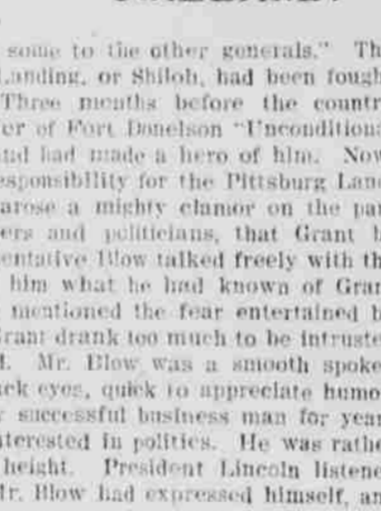 some to the other generals." Th
Landing, or Shiloh, had been fough
Three months before the countr
er of Fort Donelson "Unconditiona
and had made a hero of him. Now
esponsibility for the Pittsburg Lan
arose a mighty clamor on the par
ers and politicians, that Grant b
entative Blow talked freely with th
him what he had known of Gran
mentioned the fear entertained b
Grant drank too much to be intruste
d. Mr. Blow was a smooth spoke
ack eyes, quick to appreciate humo
r successful business man for year
nterested in politics. He was rathe
height. President Lincoln listene
Mr. Blow had expressed himself, an